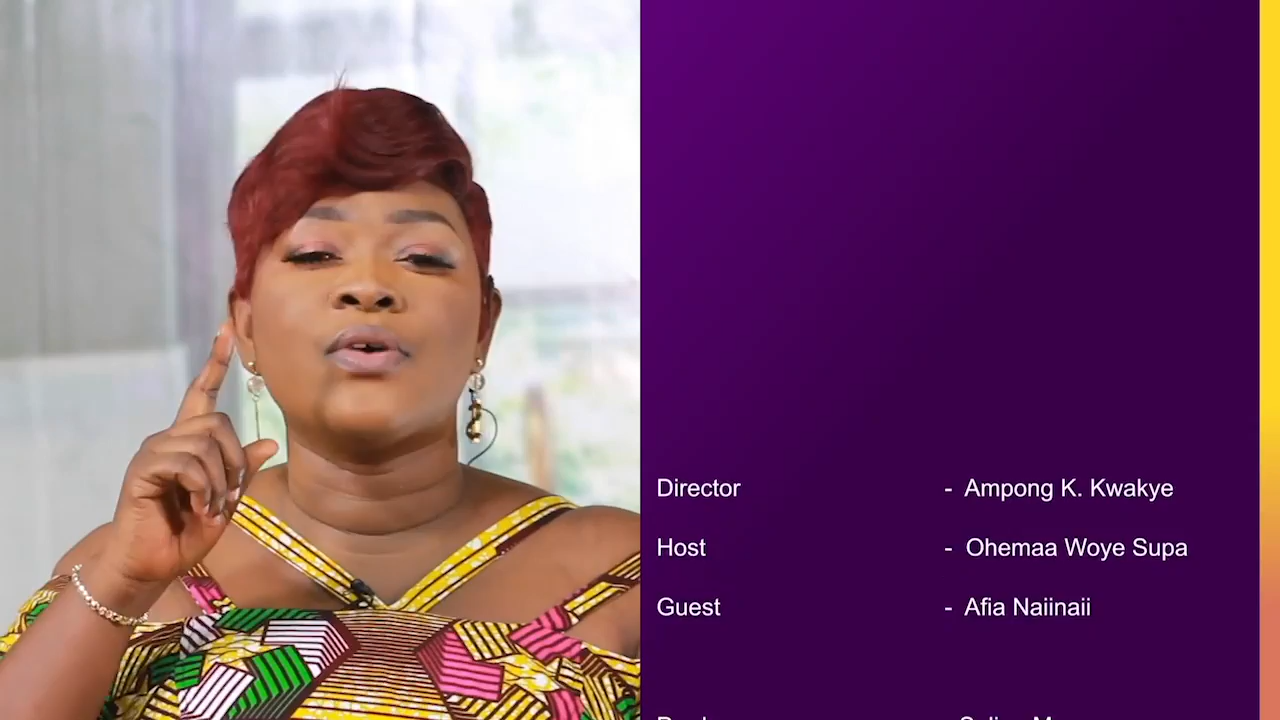 Director - Ampong K. Kwakye
Host - Ohemaa Woye Supa
Guest - Afia Naiinaii